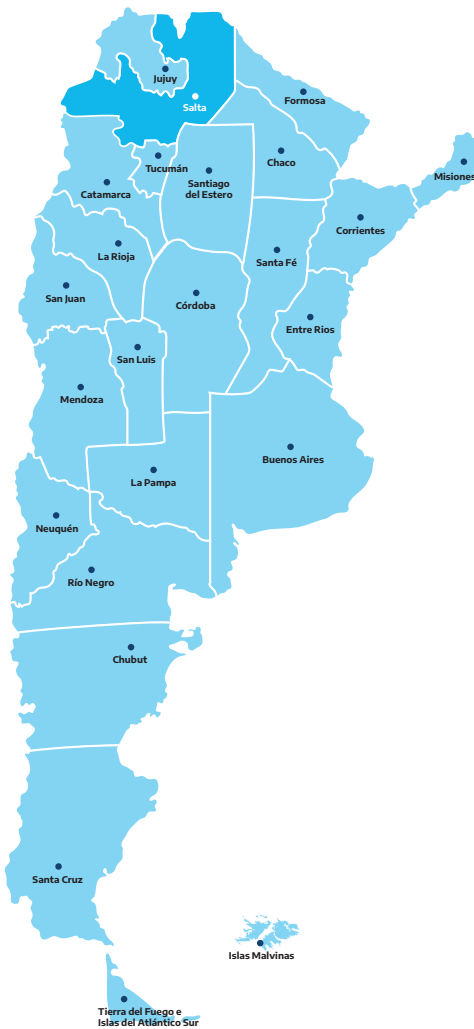 Jujuy
Salta
Formosa
Tucumán
Chaco
Misiones
Catamarca
Santiago
del Estero
Corrientes
La Rioja
Santa Fé
San Juan
Córdoba
Entre Rios
San Luis
Mendoza
Buenos Aires
La Pampa
Neuquén
Río Negro
Chubut
Santa Cruz
Islas Malvinas
Tierra del Fuego e
Islas del Atlántico Sur